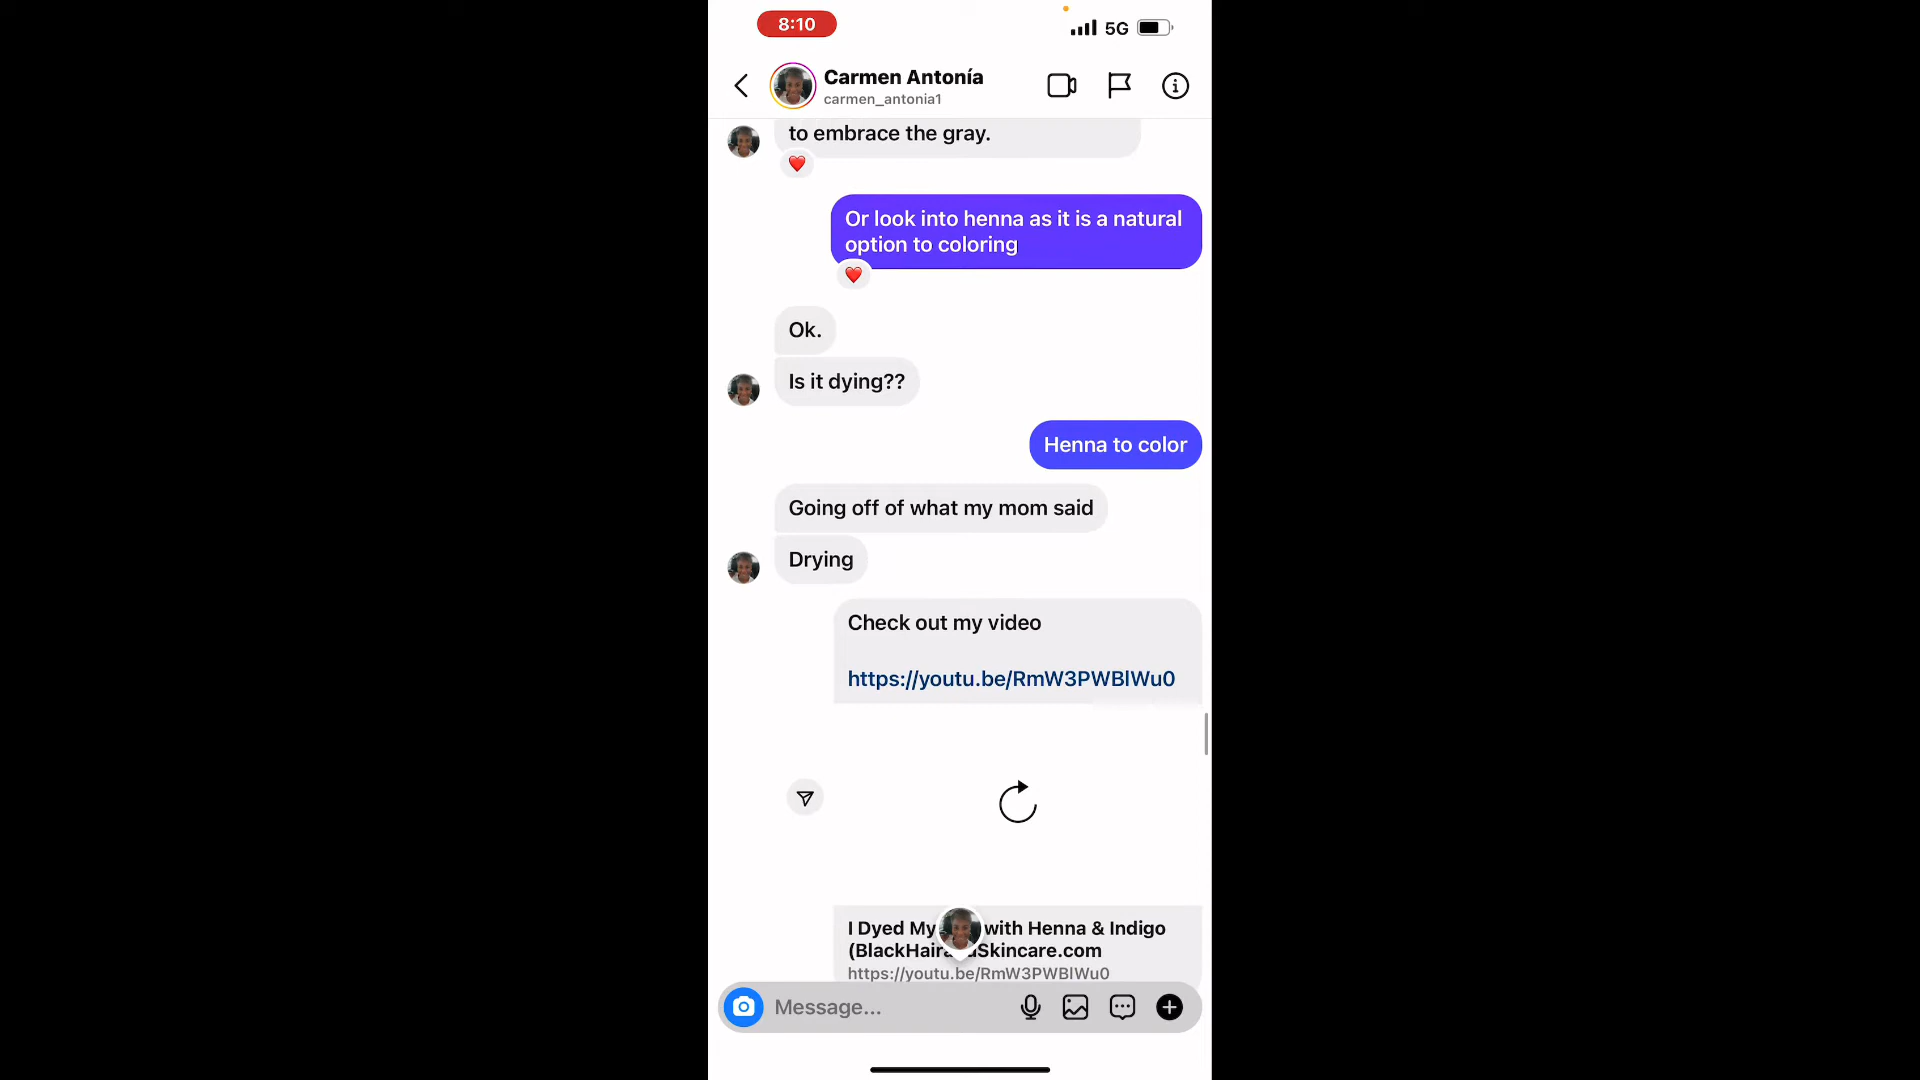 8:10
5G
Carmen Antonía
carmen_antonia1
to embrace the gray.
Or look into henna as it is a natural
option to coloring
Ok.
Is it dying??
Henna to color
Going off of what my mom said
Drying
Check out my video
https://youtu.be/RmW3PWBlWu0
I Dyed My with Henna & Indigo
(BlackHair Skincare.com
https://youtu.be/RmW3PWBlWu0
Message...